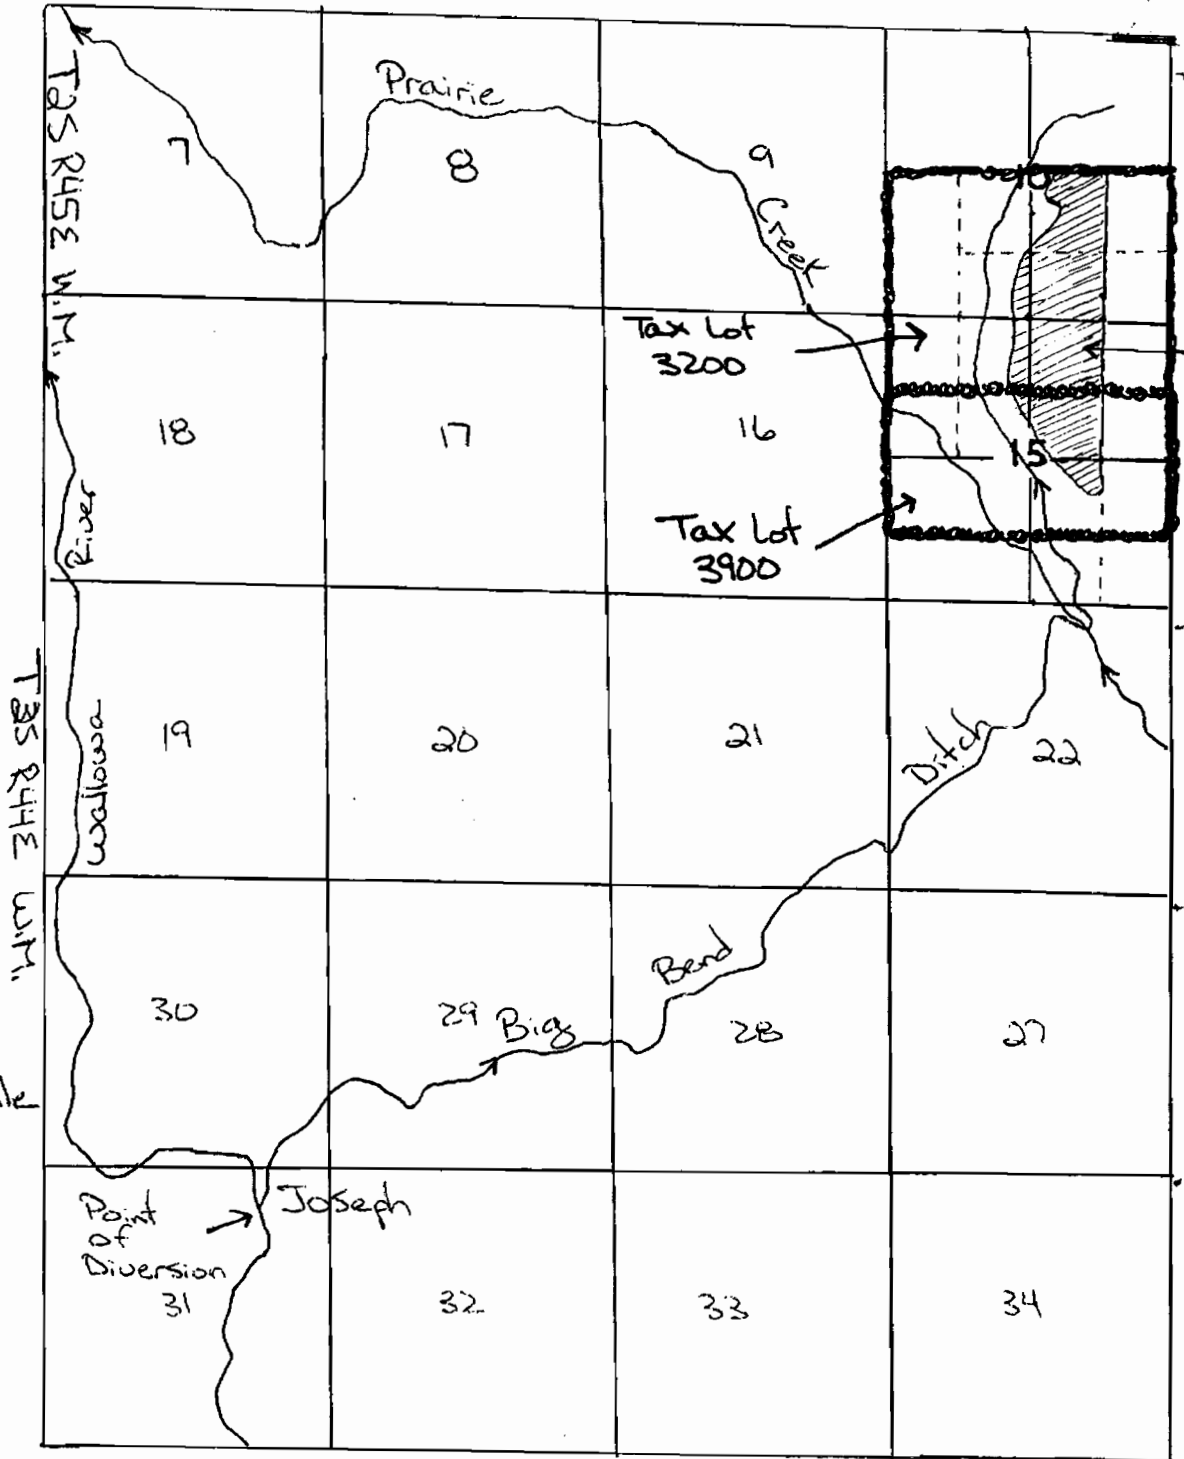 Prairie
7
8
9
10
Creek
T2S R45E W.M.
Tax Lot
3200
18
17
16
15
River
Tax Lot
3900
Wallowa
19
20
21
22
Ditch
T3S R44E W.M.
30
29
Big
Bend
28
27
Point
of
Diversion
Joseph
31
32
33
34